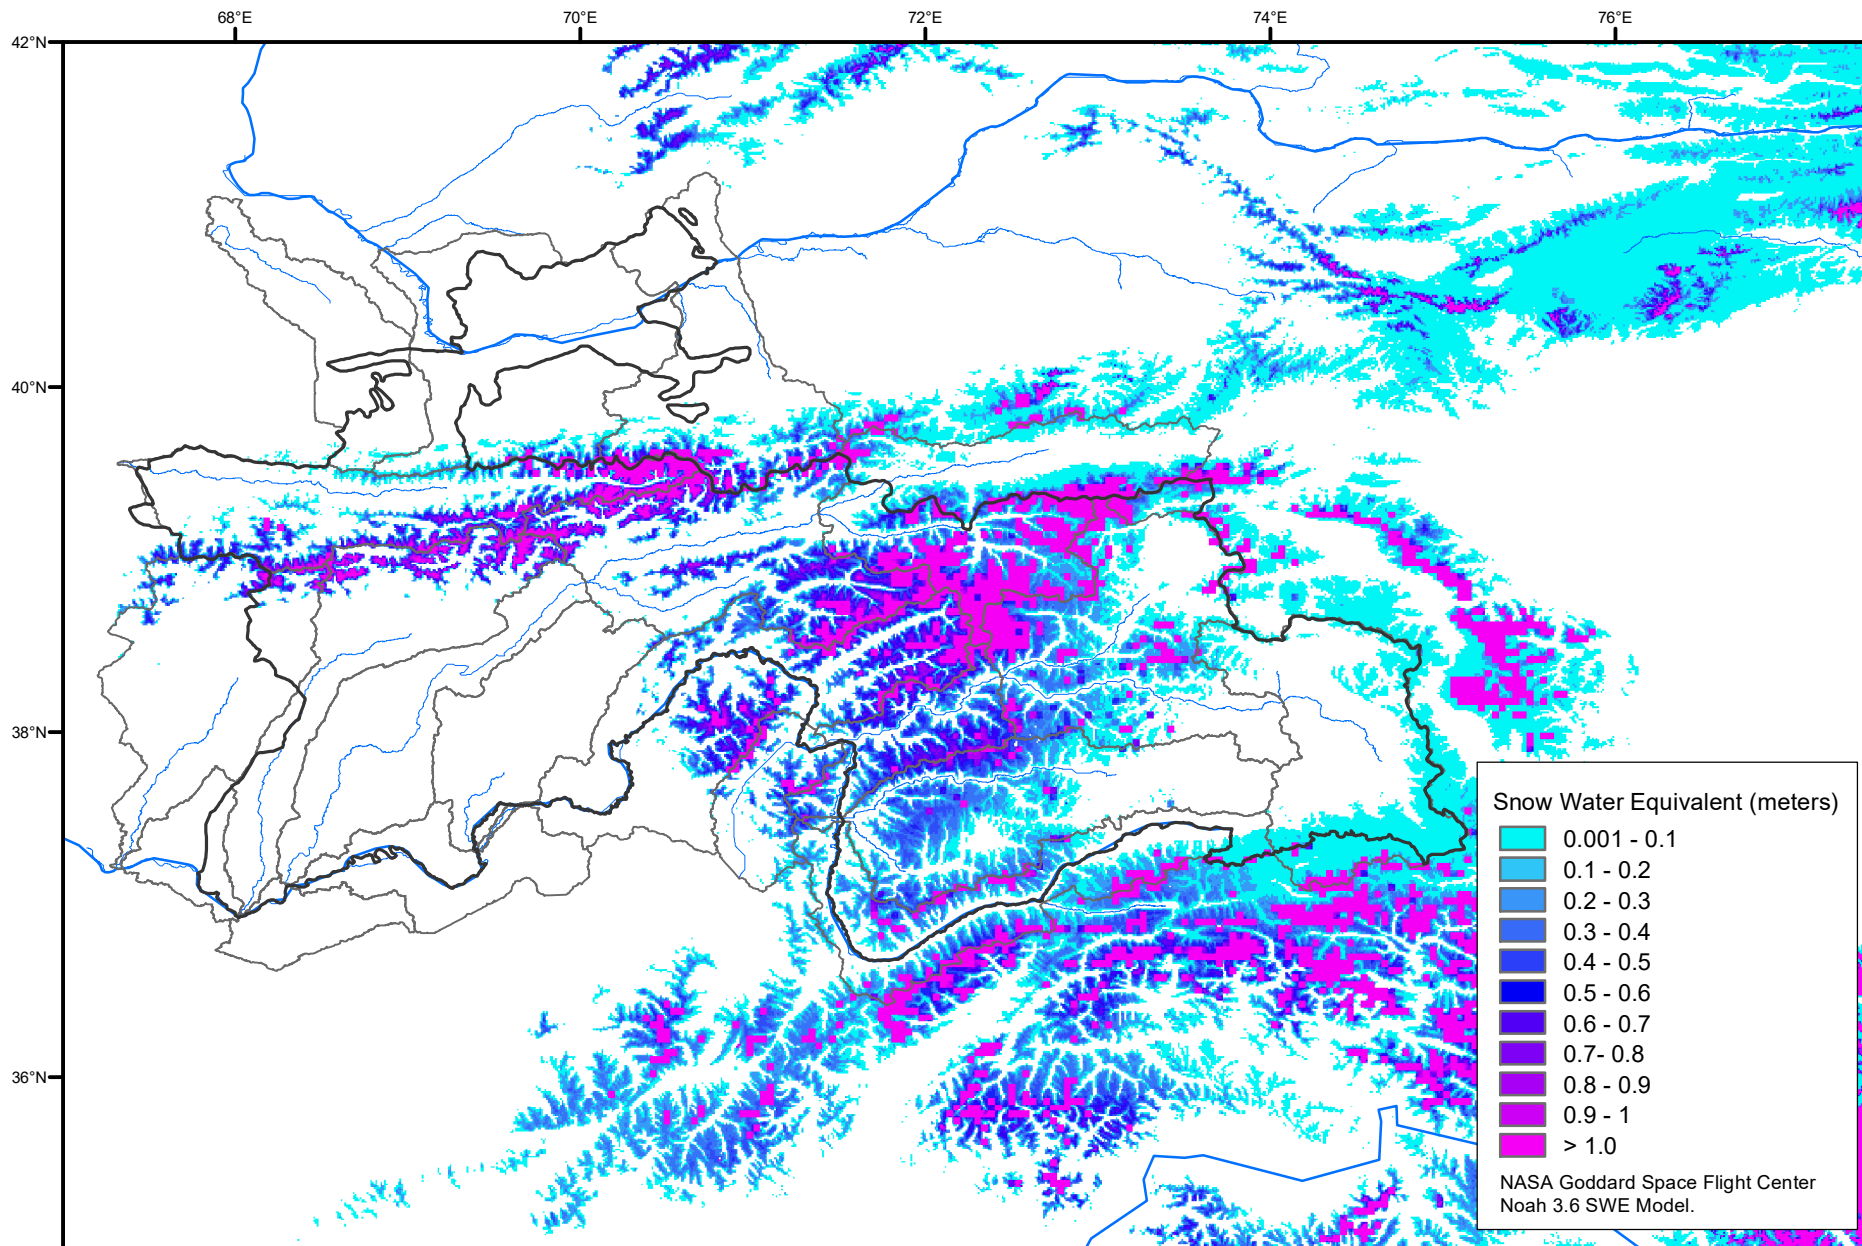 68°E 70°E 72°E 74°E 76°E
42°N
40°N
38°N
36°N
Snow Water Equivalent (meters)
0.001 - 0.1
0.1 - 0.2
0.2 - 0.3
0.3 - 0.4
0.4 - 0.5
0.5 - 0.6
0.6 - 0.7
0.7- 0.8
0.8 - 0.9
0.9 - 1
> 1.0
NASA Goddard Space Flight Center
Noah 3.6 SWE Model.